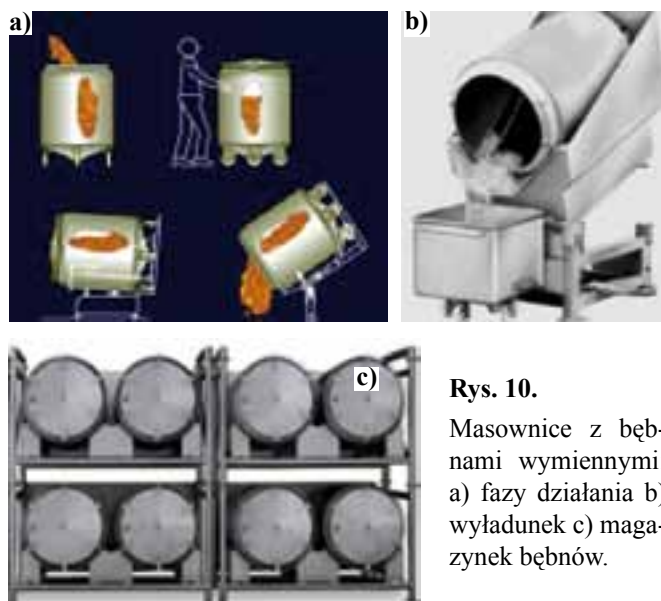 a)
b)
c)
Rys. 10.
Masownice z bęb-
nami wymiennymi
a) fazy działania b)
wyładunek c) maga-
zynek bębnów.